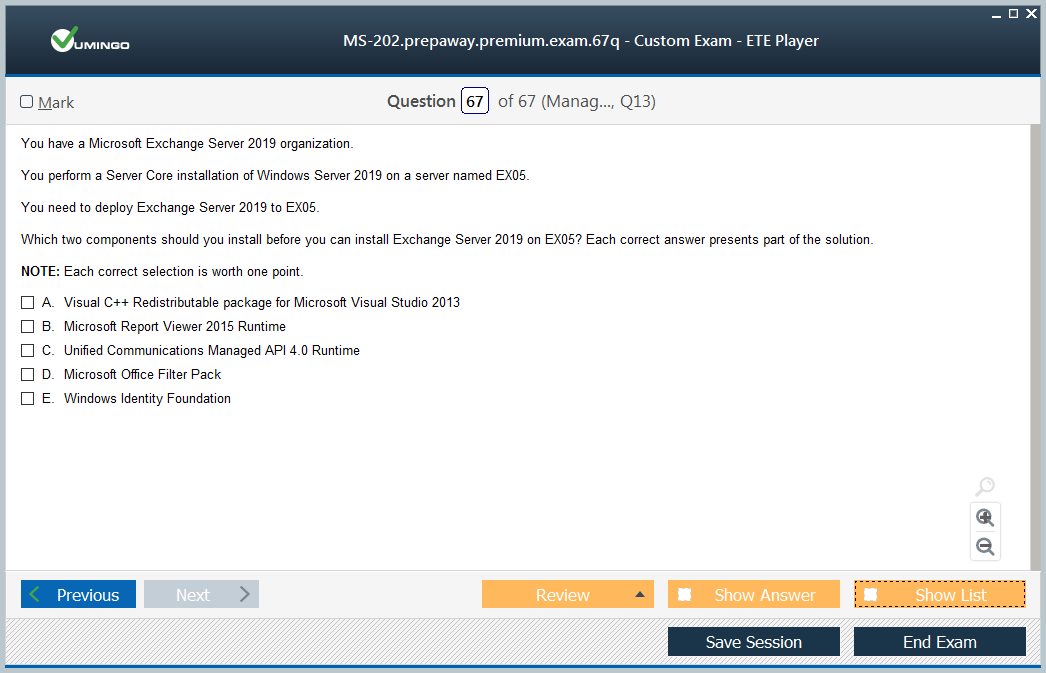 VUMINGO
MS-202.prepaway.premium.exam.67q - Custom Exam - ETE Player
Mark
Question 67 of 67 (Manag..., Q13)
You have a Microsoft Exchange Server 2019 organization.
You perform a Server Core installation of Windows Server 2019 on a server named EX05.
You need to deploy Exchange Server 2019 to EX05.
Which two components should you install before you can install Exchange Server 2019 on EX05? Each correct answer presents part of the solution.
NOTE: Each correct selection is worth one point.
A. Visual C++ Redistributable package for Microsoft Visual Studio 2013
B. Microsoft Report Viewer 2015 Runtime
C. Unified Communications Managed API 4.0 Runtime
D. Microsoft Office Filter Pack
E. Windows Identity Foundation
Previous
Next
Review
Show Answer
Show List
Save Session
End Exam